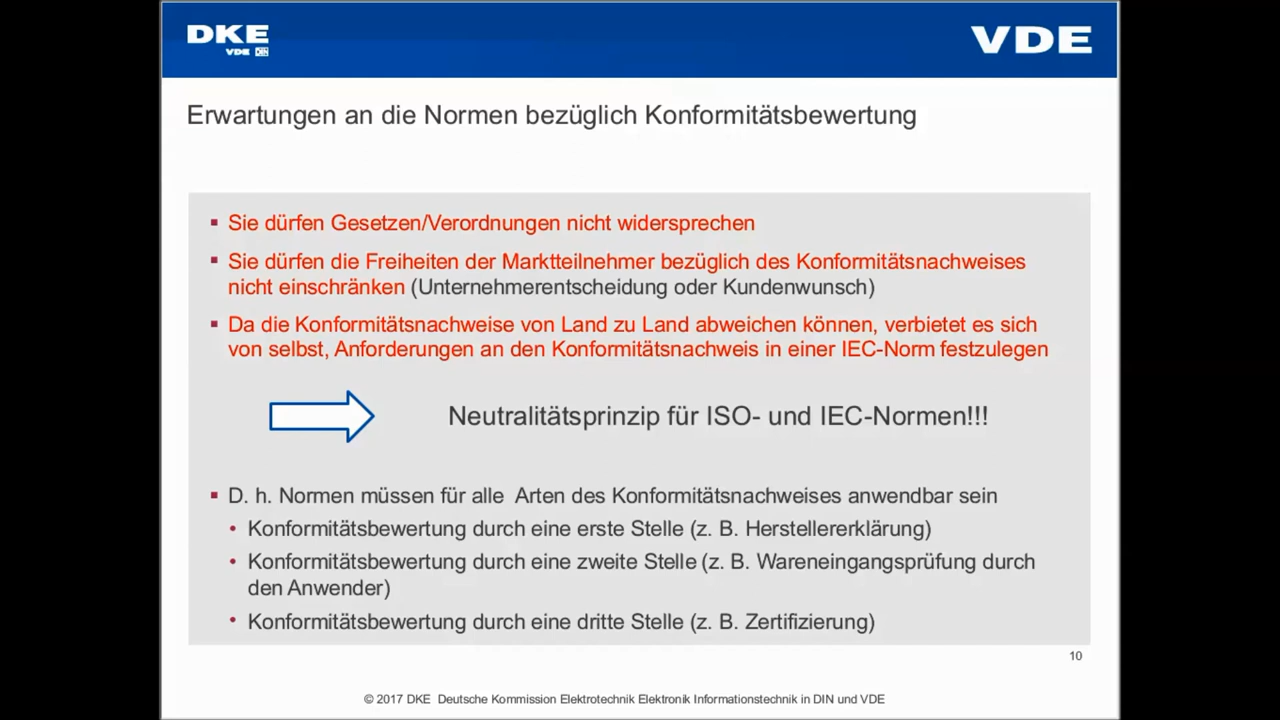 DKE
VDE DIN
VDE
Erwartungen an die Normen bezüglich Konformitätsbewertung
Sie dürfen Gesetzen/Verordnungen nicht widersprechen
Sie dürfen die Freiheiten der Marktteilnehmer bezüglich des Konformitätsnachweises
nicht einschränken (Unternehmerentscheidung oder Kundenwunsch)
Da die Konformitätsnachweise von Land zu Land abweichen können, verbietet es sich
von selbst, Anforderungen an den Konformitätsnachweis in einer IEC-Norm festzulegen
Neutralitätsprinzip für ISO- und IEC-Normen!!!
D. h. Normen müssen für alle Arten des Konformitätsnachweises anwendbar sein
Konformitätsbewertung durch eine erste Stelle (z. B. Herstellererklärung)
Konformitätsbewertung durch eine zweite Stelle (z. B. Wareneingangsprüfung durch
den Anwender)
Konformitätsbewertung durch eine dritte Stelle (z. B. Zertifizierung)
10
© 2017 DKE Deutsche Kommission Elektrotechnik Elektronik Informationstechnik in DIN und VDE